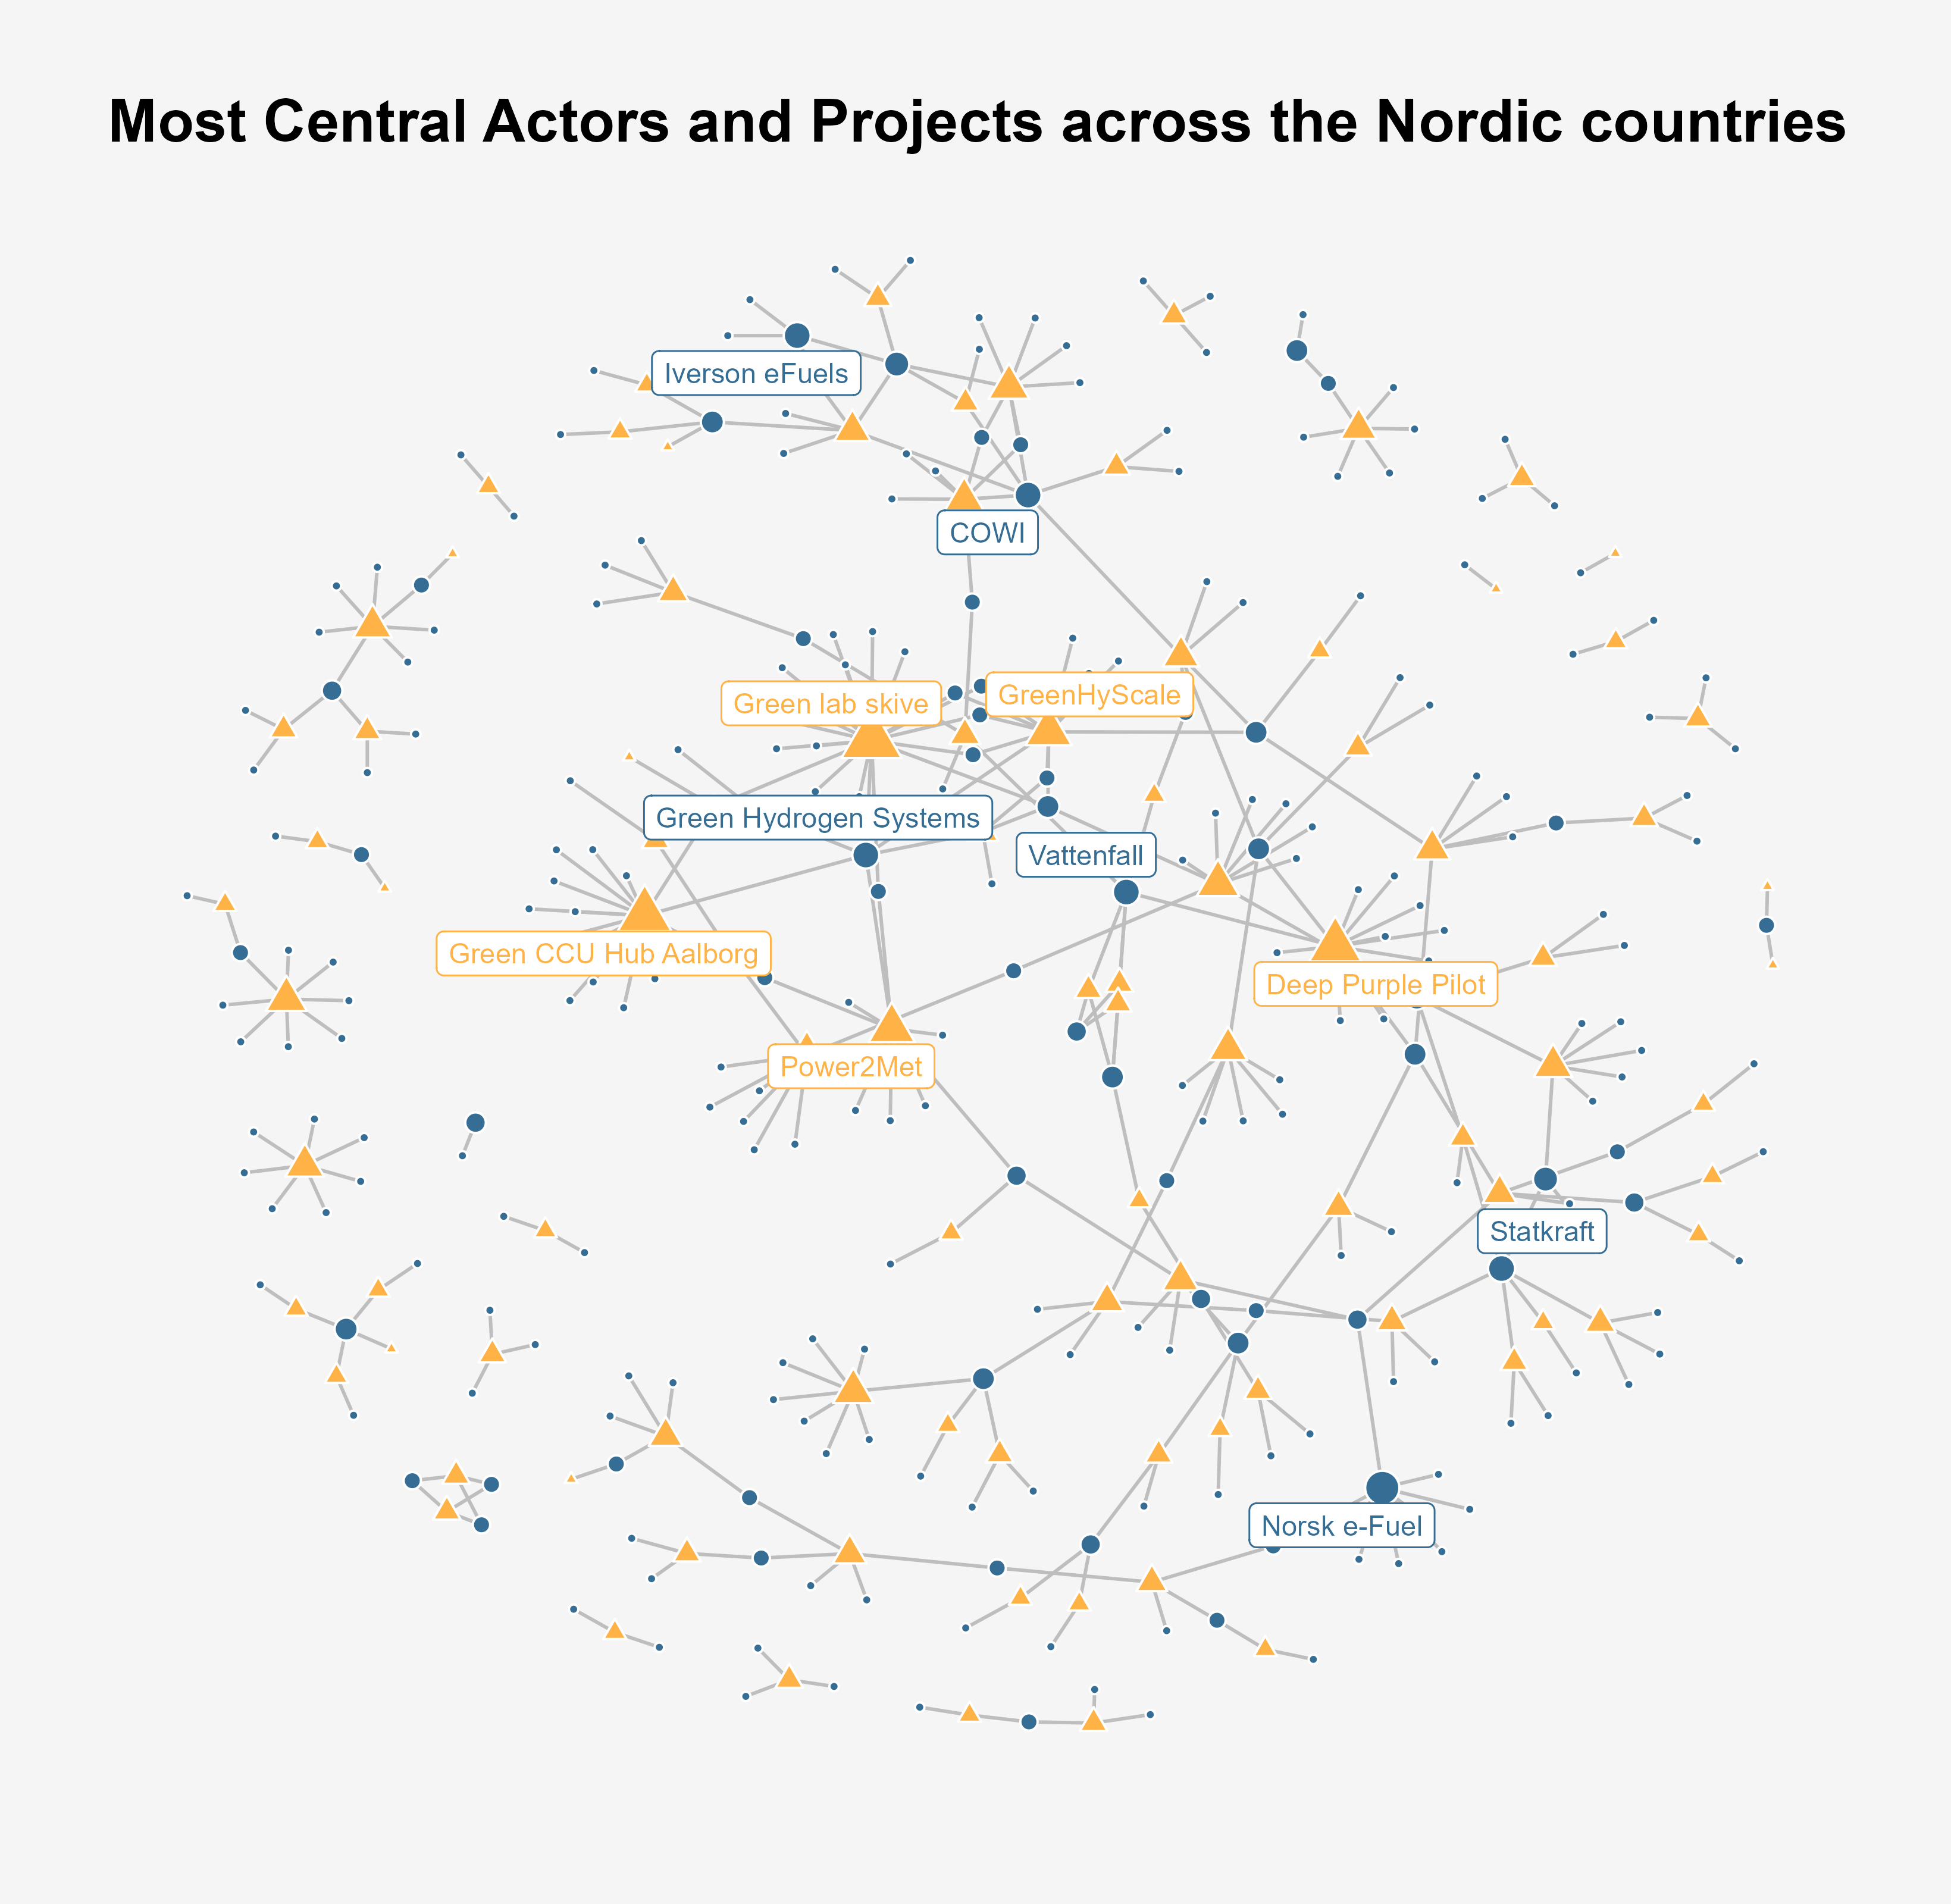 Most Central Actors and Projects across the Nordic countries
Iverson eFuels
COWI
Green lab skive
GreenHyScale
Green Hydrogen Systems
Vattenfall
Green CCU Hub Aalborg
Deep Purple Pilot
Power2Met
Statkraft
Norsk e-Fuel